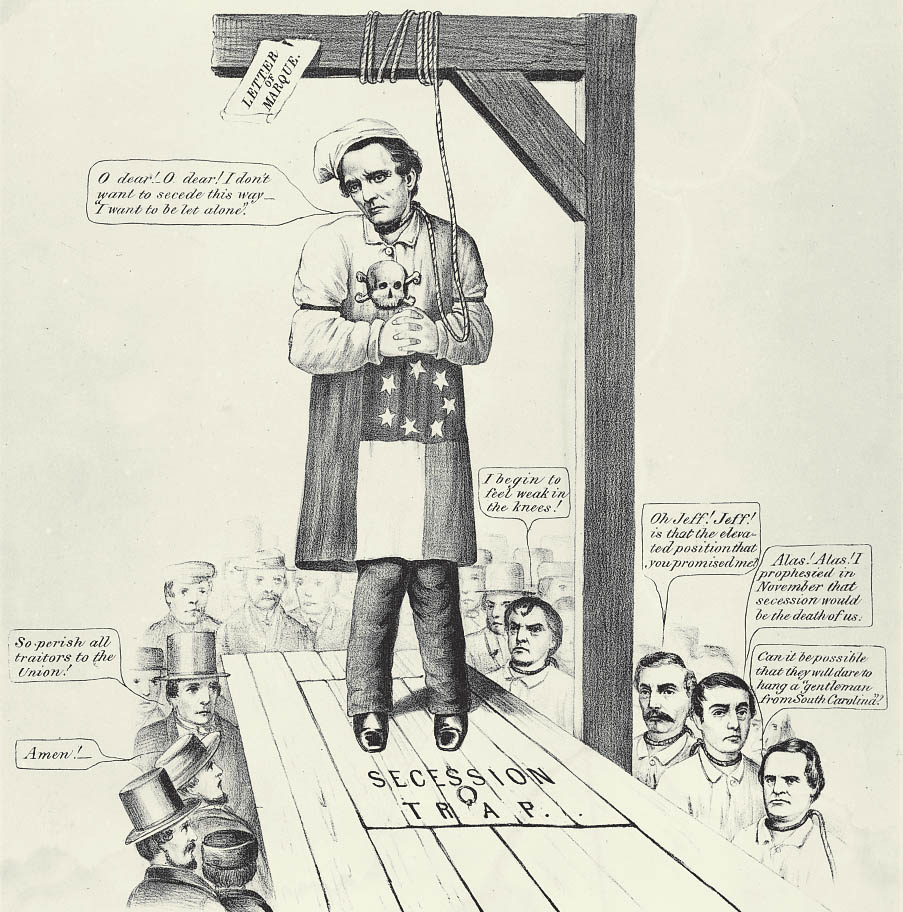 LETTER
OF
MARQUE.
O dear! O dear! I don't
want to secede this way_
"I want to be let alone".
I begin to
feel weak in
the knees!
Oh Jeff! Jeff!
is that the eleva-
ted position that
you promised me?
Alas! Alas! I
prophesied in
November that
secession would
be the death of us.
So perish all
traitors to the
Union!
Can it be possible
that they will dare to
hang a "gentleman
from South Carolina"?
Amen!_
SECESSION
TRAP..